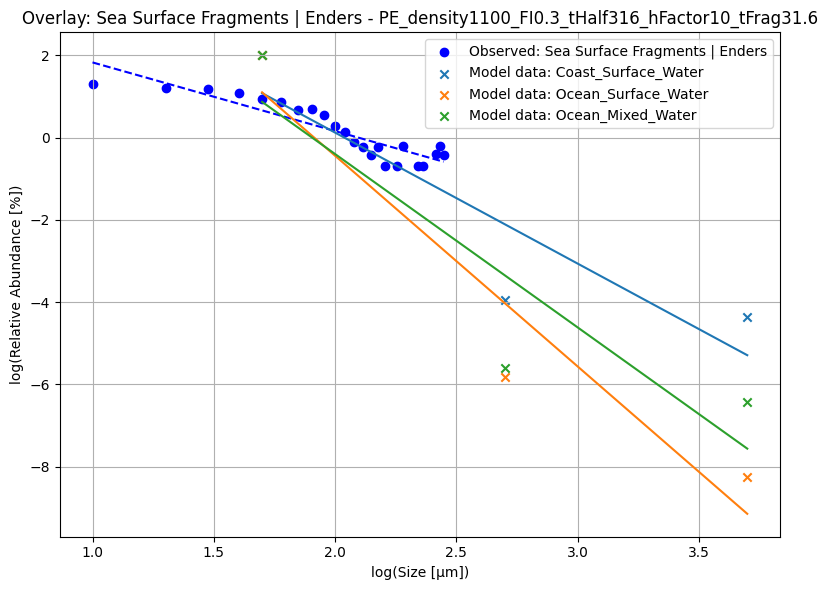 Overlay: Sea Surface Fragments | Enders - PE_density1100_FI0.3_tHalf316_hFactor10_tFrag31.6
Observed: Sea Surface Fragments | Enders
Model data: Coast_Surface_Water
Model data: Ocean_Surface_Water
Model data: Ocean_Mixed_Water
log(Relative Abundance [%])
2
0
−2
−4
−6
−8
1.0 1.5 2.0 2.5 3.0 3.5
log(Size [µm])